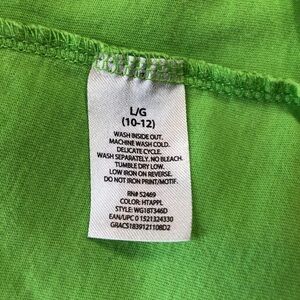 L/G
(10-12)
WASH INSIDE OUT.
MACHINE WASH COLD.
DELICATE CYCLE.
WASH SEPARATELY. NO BLEACH.
TUMBLE DRY LOW.
LOW IRON ON REVERSE.
DO NOT IRON PRINT/MOTIF.
RN# 52469
COLOR: HTAPPL
STYLE: WG18T346D
EAN/UPC 0 1521324330
GRACS1839121108D2